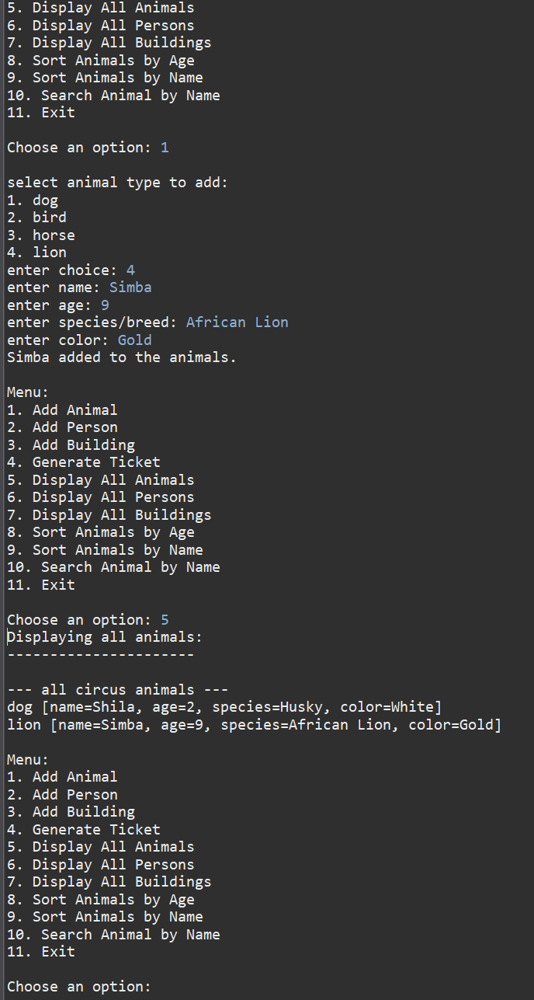 5. Display All Animals
6. Display All Persons
7. Display All Buildings
8. Sort Animals by Age
9. Sort Animals by Name
10. Search Animal by Name
11. Exit
Choose an option: 1
select animal type to add:
1. dog
2. bird
3. horse
4. lion
enter choice: 4
enter name: Simba
enter age: 9
enter species/breed: African Lion
enter color: Gold
Simba added to the animals.
Menu:
1. Add Animal
2. Add Person
3. Add Building
4. Generate Ticket
5. Display All Animals
6. Display All Persons
7. Display All Buildings
8. Sort Animals by Age
9. Sort Animals by Name
10. Search Animal by Name
11. Exit
Choose an option: 5
Displaying all animals:
----------------------
--- all circus animals ---
dog [name=Shila, age=2, species=Husky, color=White]
lion [name=Simba, age=9, species=African Lion, color=Gold]
Menu:
1. Add Animal
2. Add Person
3. Add Building
4. Generate Ticket
5. Display All Animals
6. Display All Persons
7. Display All Buildings
8. Sort Animals by Age
9. Sort Animals by Name
10. Search Animal by Name
11. Exit
Choose an option: